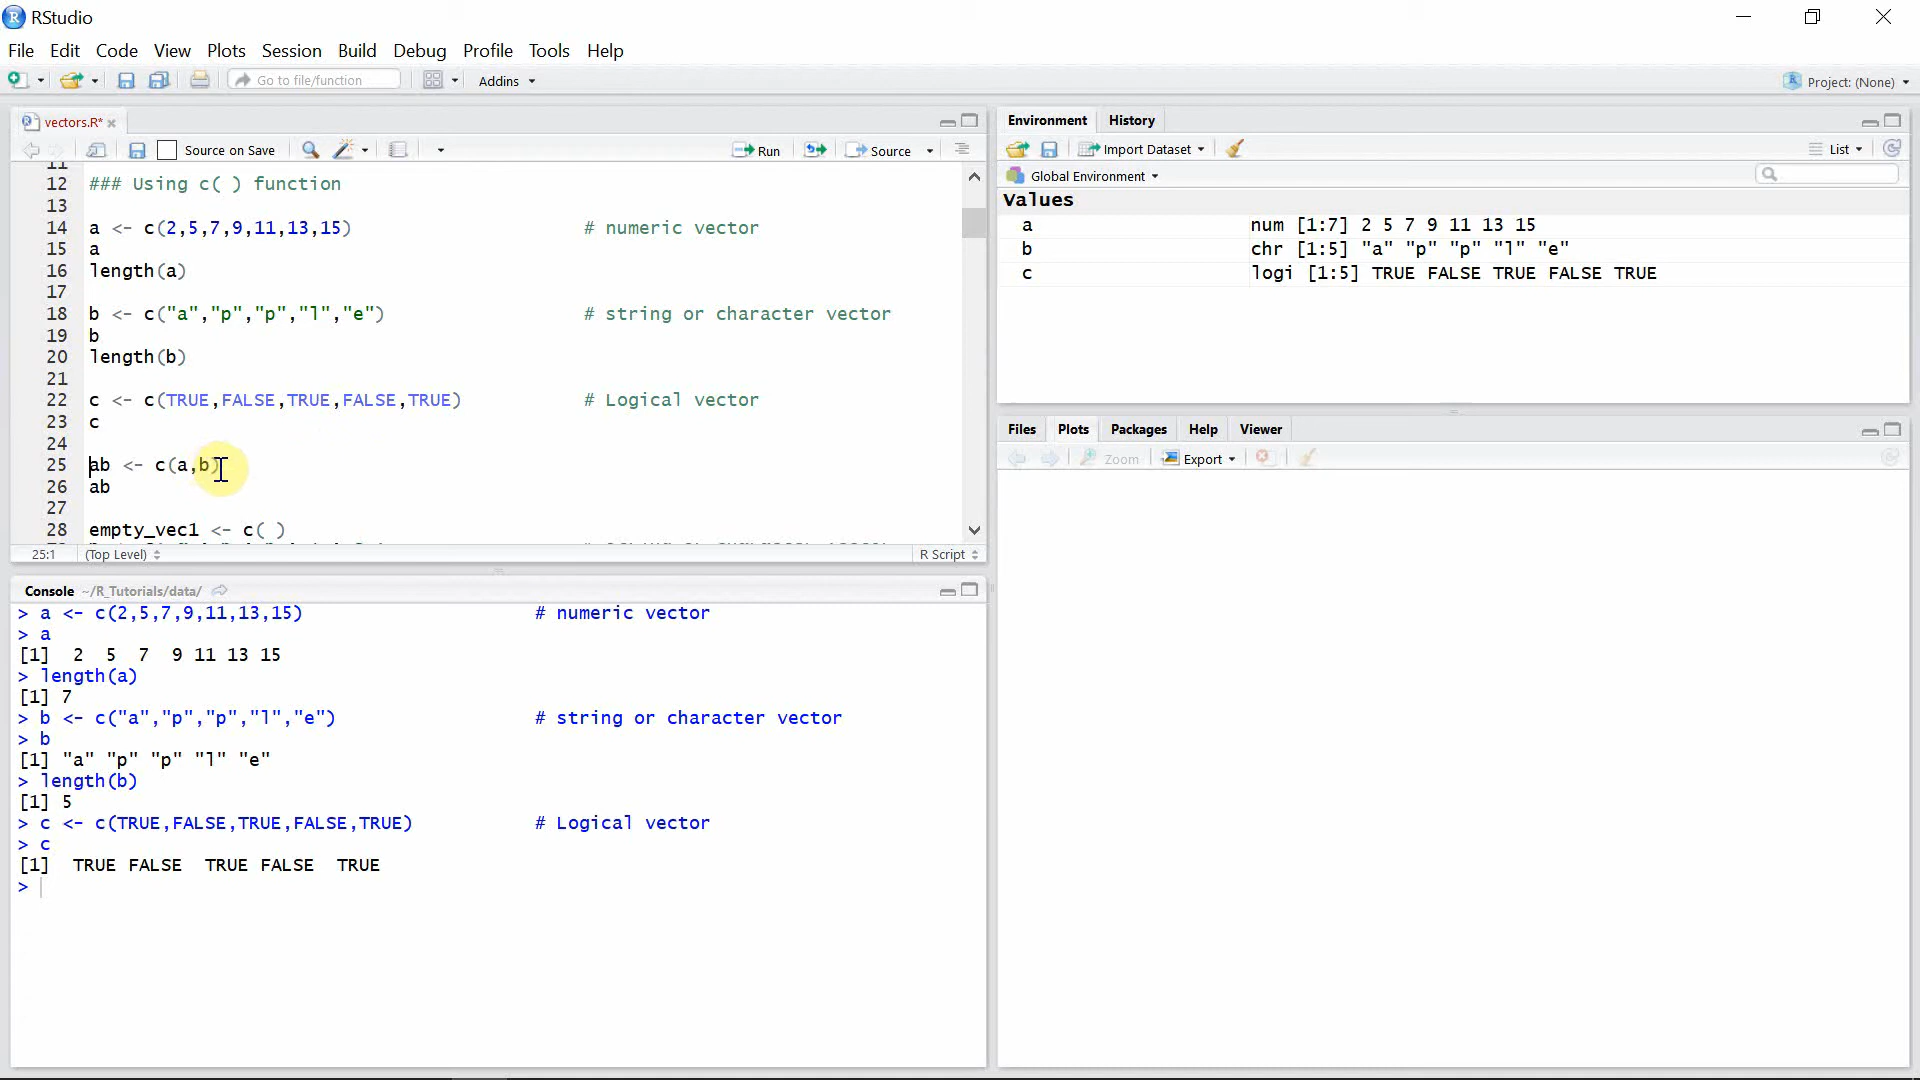 RStudio
File Edit Code View Plots Session Build Debug Profile Tools Help
Go to file/function Addins Project: (None)
vectors.R*
Source on Save Run Source
11
12 ### Using c( ) function
13
14 a <- c(2,5,7,9,11,13,15) # numeric vector
15 a
16 length(a)
17
18 b <- c("a","p","p","l","e") # string or character vector
19 b
20 length(b)
21
22 c <- c(TRUE,FALSE,TRUE,FALSE,TRUE) # Logical vector
23 c
24
25 ab <- c(a,b)
26 ab
27
28 empty_vec1 <- c( )
25:1 (Top Level) R Script
Console ~/R_Tutorials/data/
> a <- c(2,5,7,9,11,13,15) # numeric vector
> a
[1] 2 5 7 9 11 13 15
> length(a)
[1] 7
> b <- c("a","p","p","l","e") # string or character vector
> b
[1] "a" "p" "p" "l" "e"
> length(b)
[1] 5
> c <- c(TRUE,FALSE,TRUE,FALSE,TRUE) # Logical vector
> c
[1] TRUE FALSE TRUE FALSE TRUE
>
Environment History
Import Dataset List
Global Environment
Values
a num [1:7] 2 5 7 9 11 13 15
b chr [1:5] "a" "p" "p" "l" "e"
c logi [1:5] TRUE FALSE TRUE FALSE TRUE
Files Plots Packages Help Viewer
Zoom Export